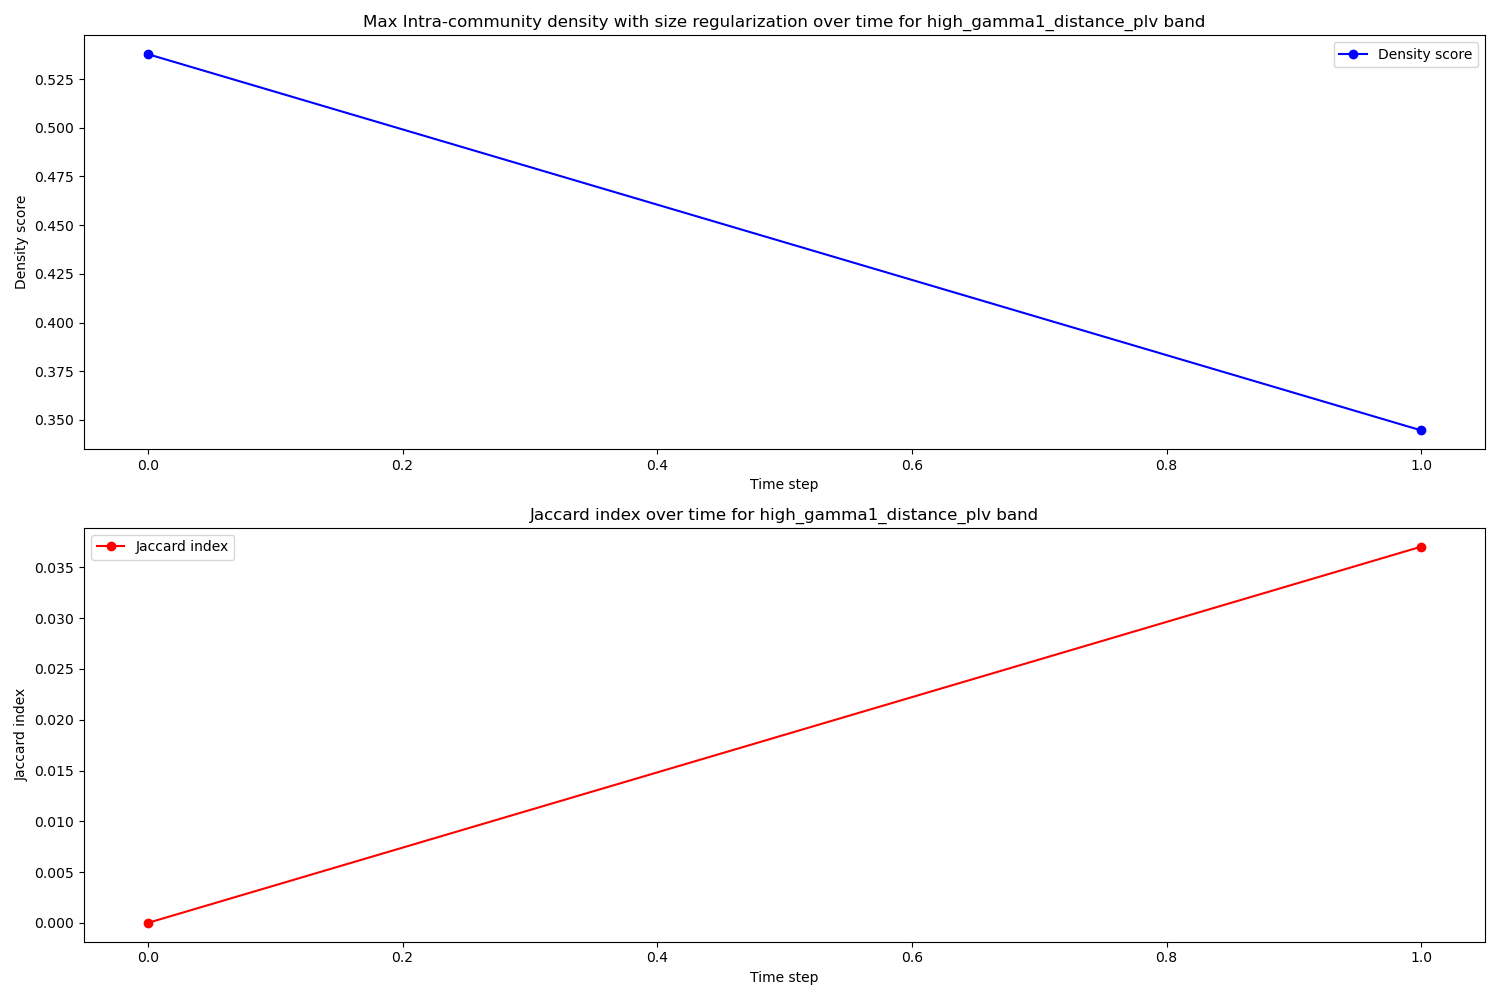 Max Intra-community density with size regularization over time for high_gamma1_distance_plv band
Density score
0.525
0.500
0.475
0.450
0.425
0.400
0.375
0.350
Density score
0.0 0.2 0.4 0.6 0.8 1.0
Time step
Jaccard index over time for high_gamma1_distance_plv band
Jaccard index
0.035
0.030
0.025
0.020
0.015
0.010
0.005
0.000
Jaccard index
0.0 0.2 0.4 0.6 0.8 1.0
Time step